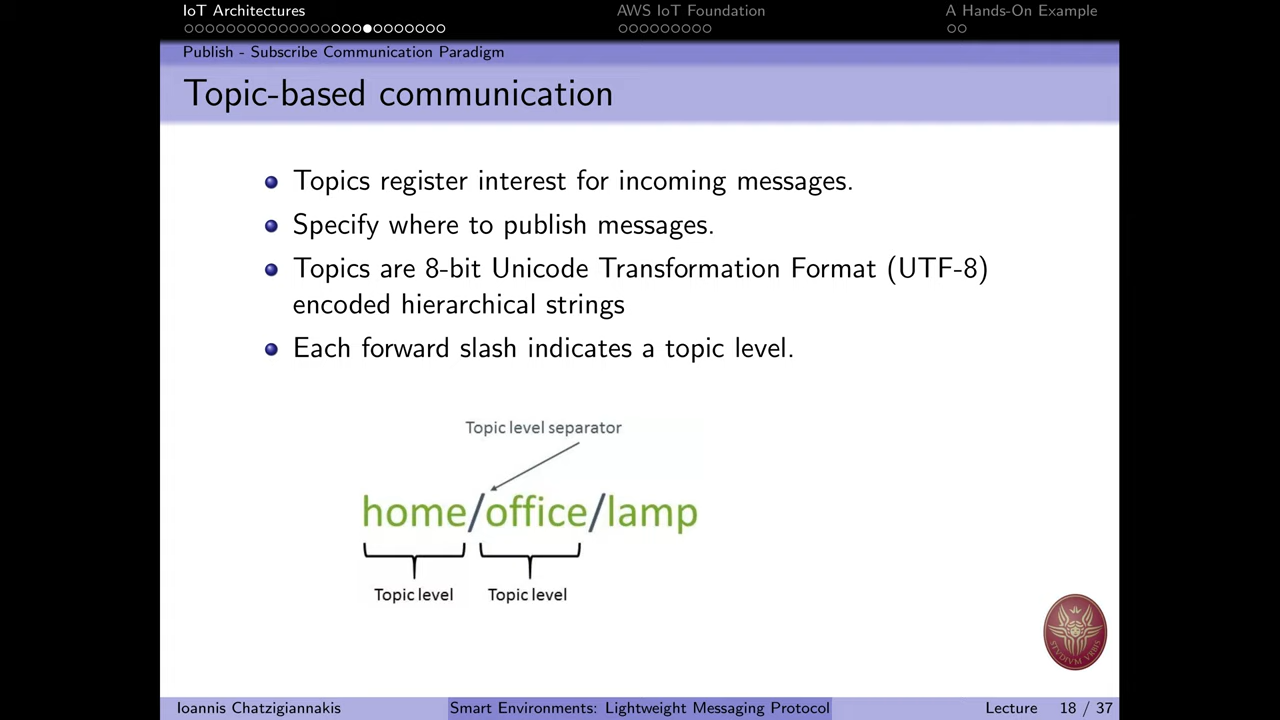 IoT Architectures AWS IoT Foundation A Hands-On Example
Publish - Subscribe Communication Paradigm
Topic-based communication
Topics register interest for incoming messages.
Specify where to publish messages.
Topics are 8-bit Unicode Transformation Format (UTF-8)
encoded hierarchical strings
Each forward slash indicates a topic level.
Topic level separator
home/office/lamp
Topic level Topic level
STVDIVM VRBIS
Ioannis Chatzigiannakis Smart Environments: Lightweight Messaging Protocol Lecture 18 / 37